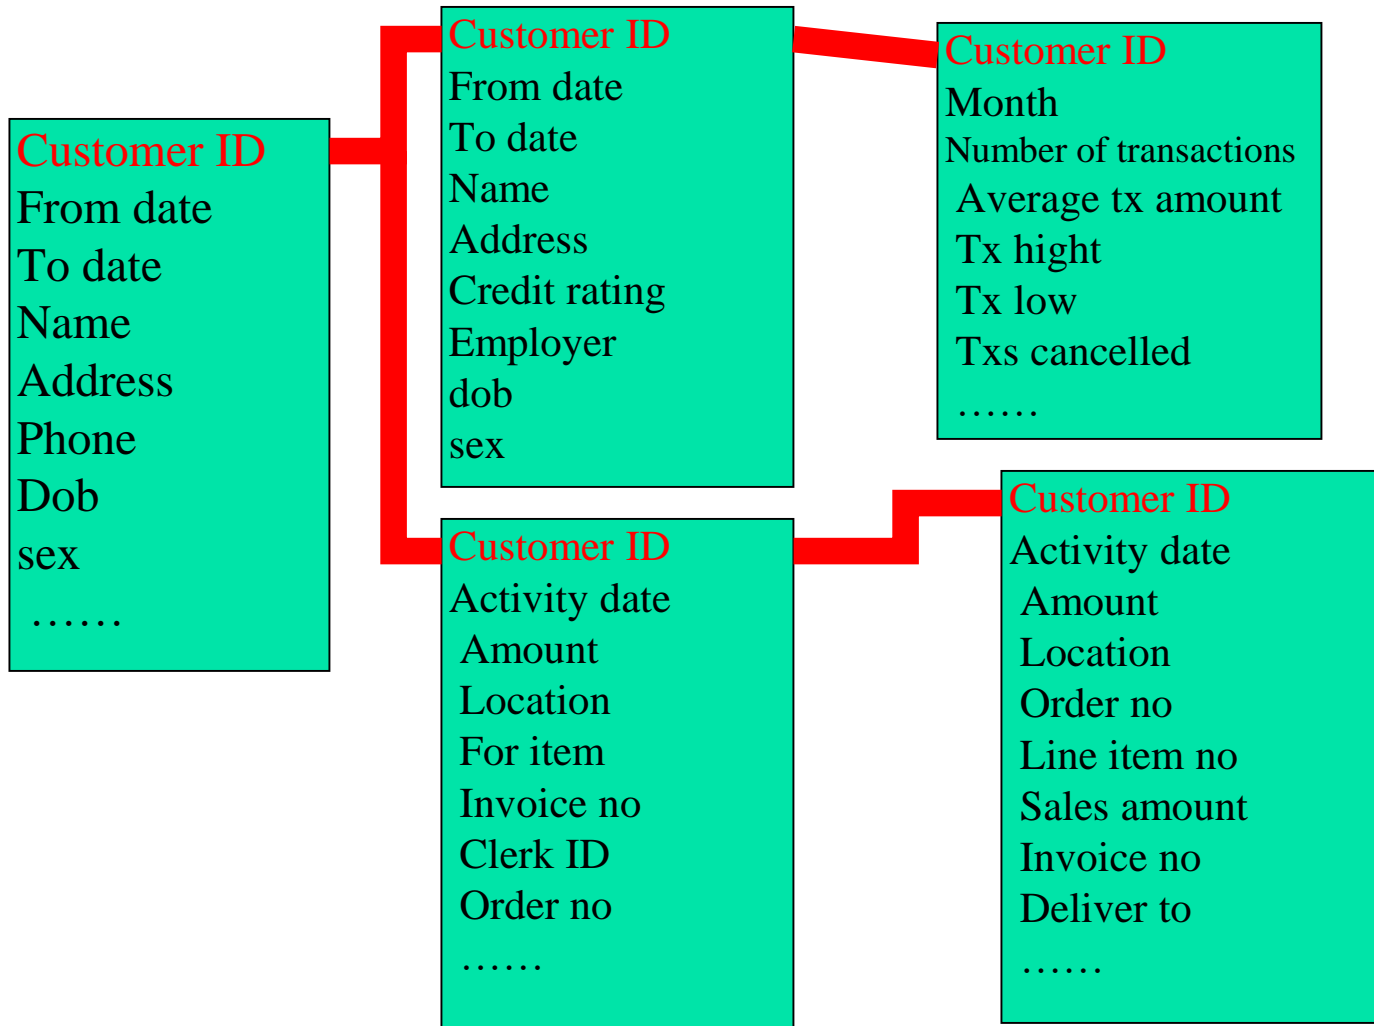 Customer ID
From date
To date
Name
Address
Phone
Dob
sex
……
Customer ID
From date
To date
Name
Address
Credit rating
Employer
dob
sex
Customer ID
Month
Number of transactions
Average tx amount
Tx hight
Tx low
Txs cancelled
……
Customer ID
Activity date
Amount
Location
For item
Invoice no
Clerk ID
Order no
……
Customer ID
Activity date
Amount
Location
Order no
Line item no
Sales amount
Invoice no
Deliver to
……